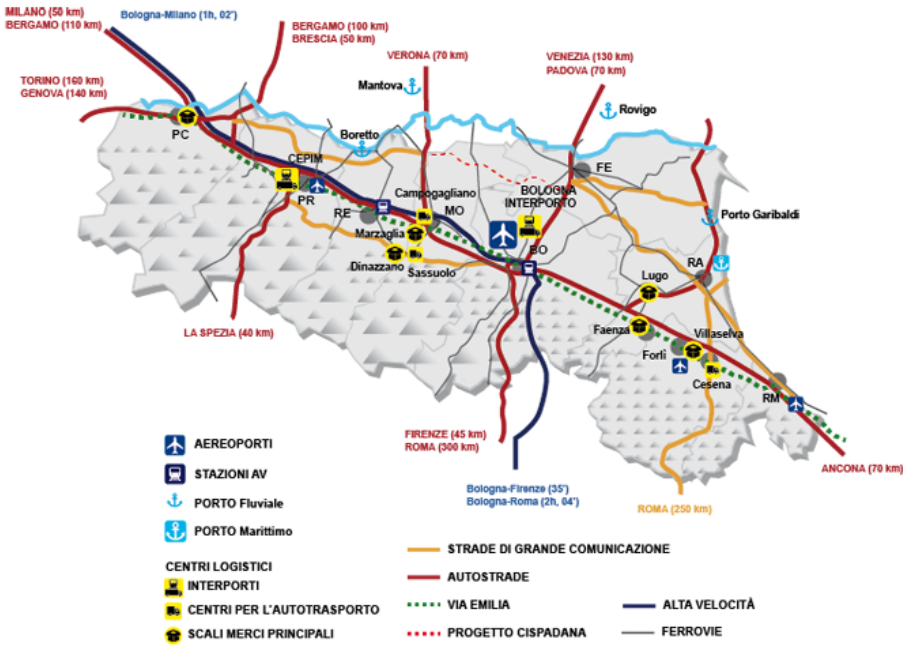 MILANO (50 km)
BERGAMO (110 km)
Bologna-Milano (1h, 02')
BERGAMO (100 km)
BRESCIA (50 km)
VERONA (70 km)
VENEZIA (130 km)
PADOVA (70 km)
TORINO (160 km)
GENOVA (140 km)
Mantova
Rovigo
PC
Boretto
CEPIM
FE
PR
RE
Campogagliano
MO
BOLOGNA
INTERPORTO
BO
Porto Garibaldi
Marzaglia
Dinazzano
Sassuolo
Lugo
RA
LA SPEZIA (40 km)
Faenza
Villaselva
Forlì
Cesena
RM
FIRENZE (45 km)
ROMA (300 km)
ANCONA (70 km)
Bologna-Firenze (35')
Bologna-Roma (2h, 04')
ROMA (250 km)
AEREOPORTI
STAZIONI AV
PORTO Fluviale
PORTO Marittimo
CENTRI LOGISTICI
INTERPORTI
CENTRI PER L'AUTOTRASPORTO
SCALI MERCI PRINCIPALI
STRADE DI GRANDE COMUNICAZIONE
AUTOSTRADE
VIA EMILIA
PROGETTO CISPADANA
ALTA VELOCITÀ
FERROVIE